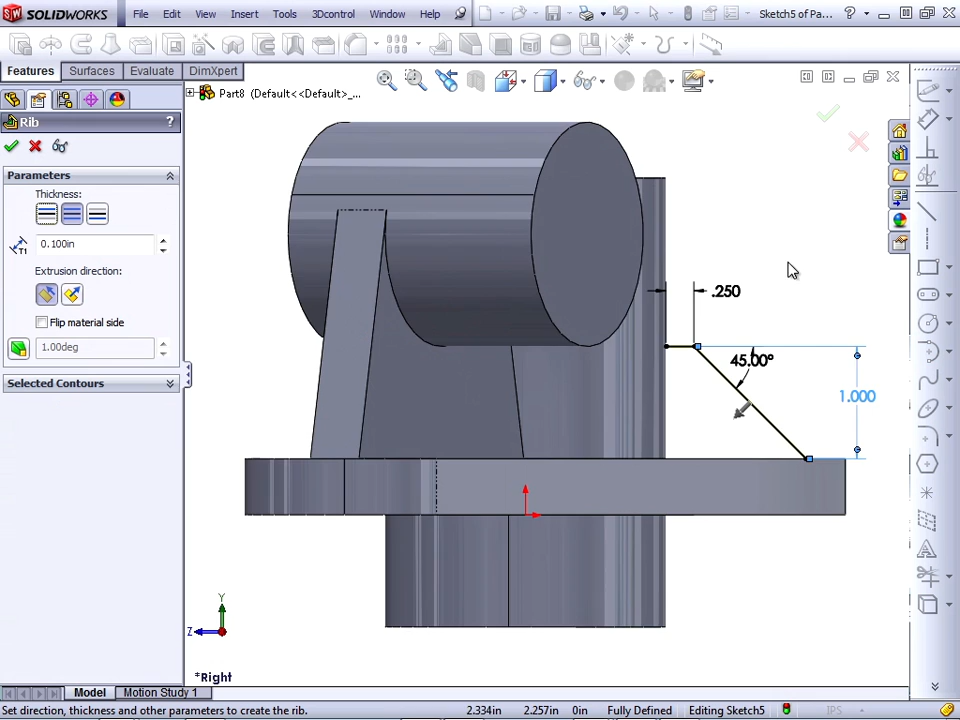 SW SOLIDWORKS File Edit View Insert Tools 3Dcontrol Window Help Sketch5 of Pa... ?
Features Surfaces Evaluate DimXpert
Part8 (Default<<Default>_...
Rib ?
Parameters
Thickness:
T1 0.100in
Extrusion direction:
Flip material side
1.00deg
Selected Contours
.250
45.00°
1.000
Y
Z
*Right
Model Motion Study 1
Set direction, thickness and other parameters to create the rib. 2.334in 2.257in 0in Fully Defined Editing Sketch5 IPS